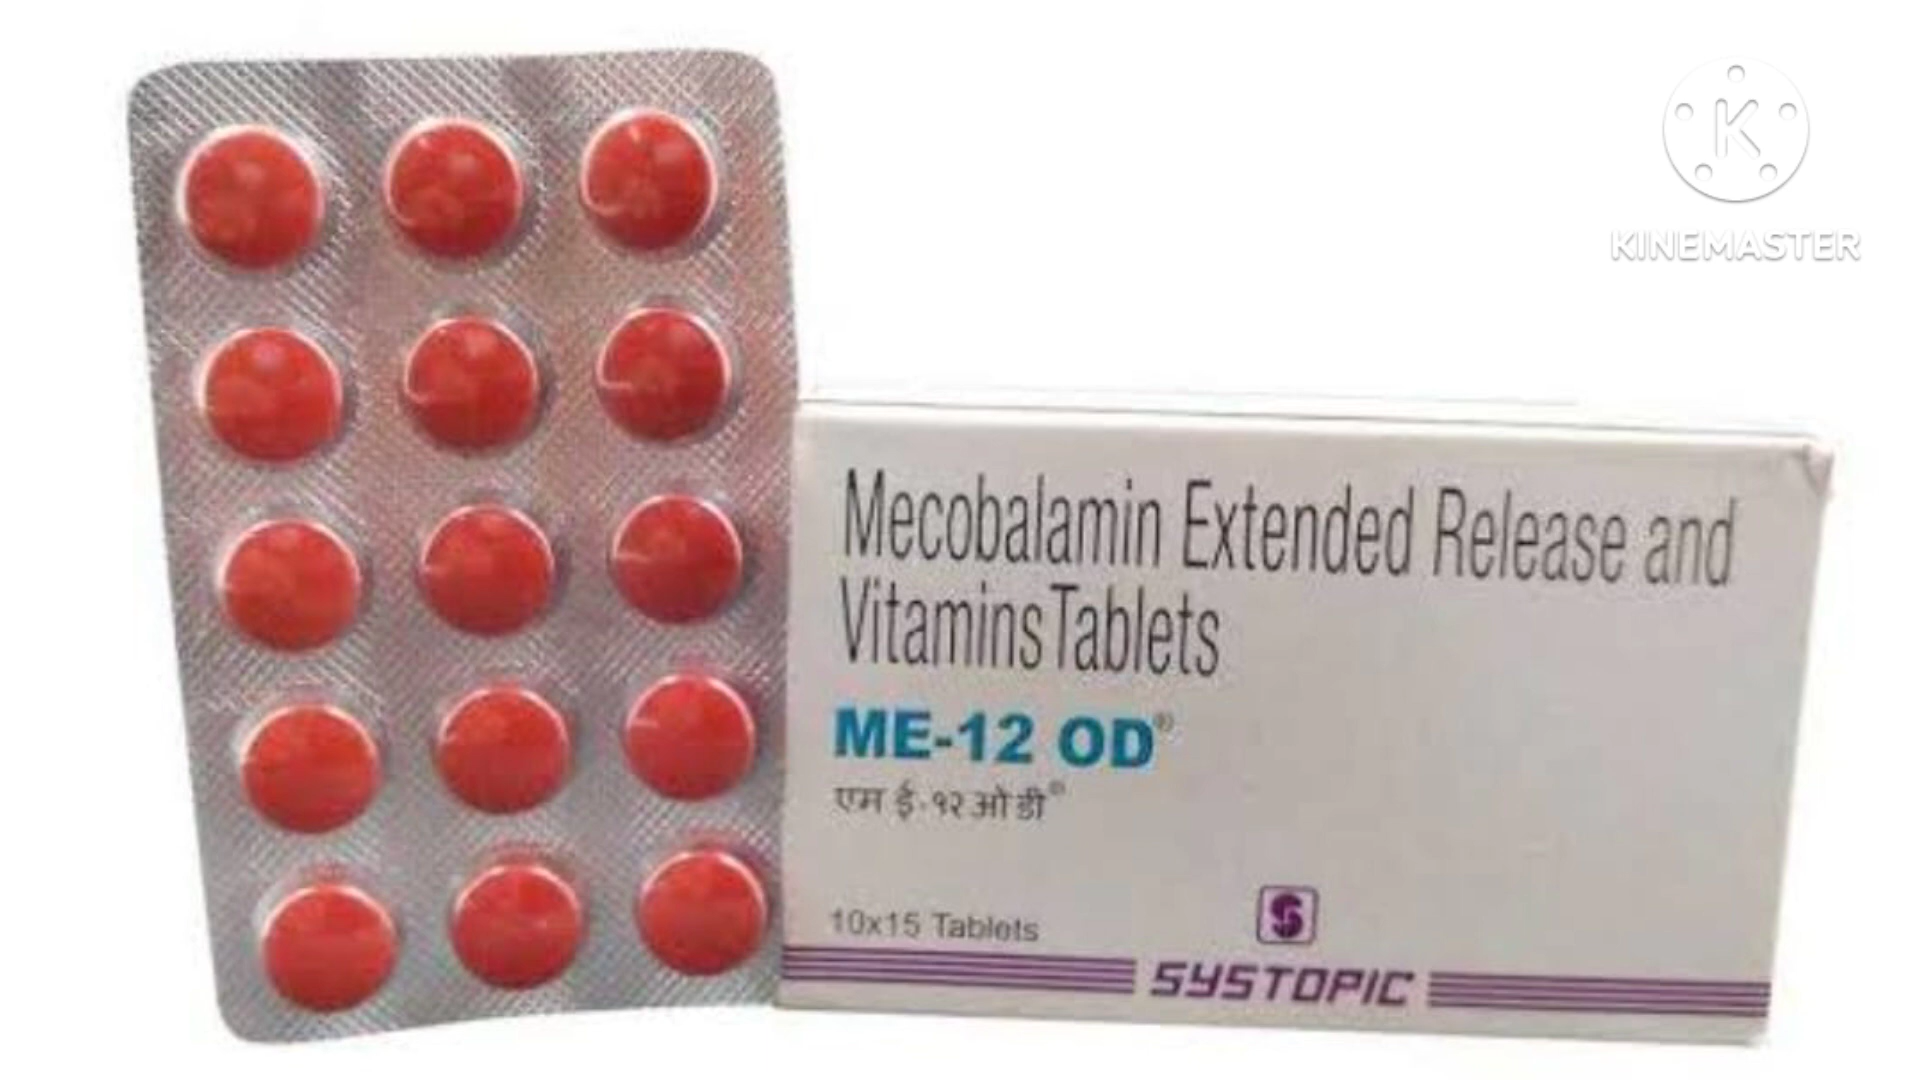 KINEMASTER
Mecobalamin Extended Release and
Vitamins Tablets
ME-12 OD®
एम ई-१२ ओ डी®
10x15 Tablets
SYSTOPIC